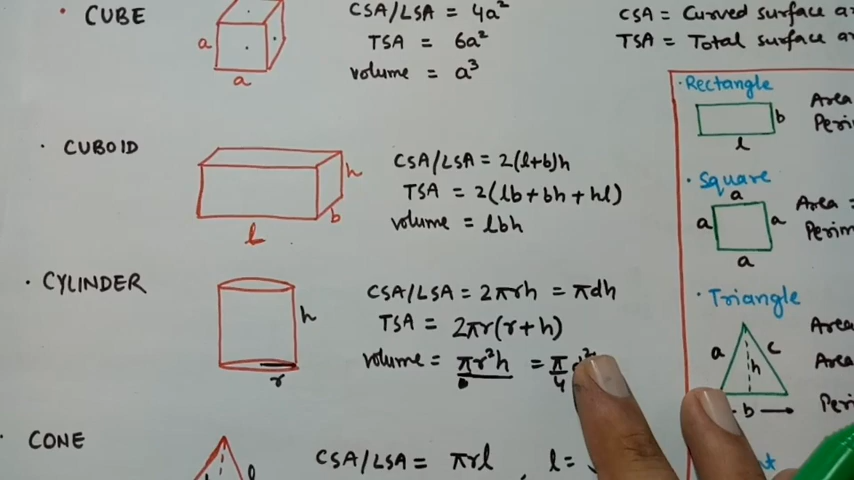 • CUBE
a
a
CSA/LSA = 4a²
TSA = 6a²
volume = a³
CSA = Curved surface
TSA = Total surface
• CUBOID
h
b
l
CSA/LSA = 2(l+b)h
TSA = 2(lb+bh+hl)
volume = lbh
• CYLINDER
h
r
CSA/LSA = 2πrh = πdh
TSA = 2πr(r+h)
volume = πr²h = π/4
• CONE
l
CSA/LSA = πrl , l =
• Rectangle
b
l
Area
• Square
a
a
a
a
Area =
• Triangle
a
c
h
b
Area
Area